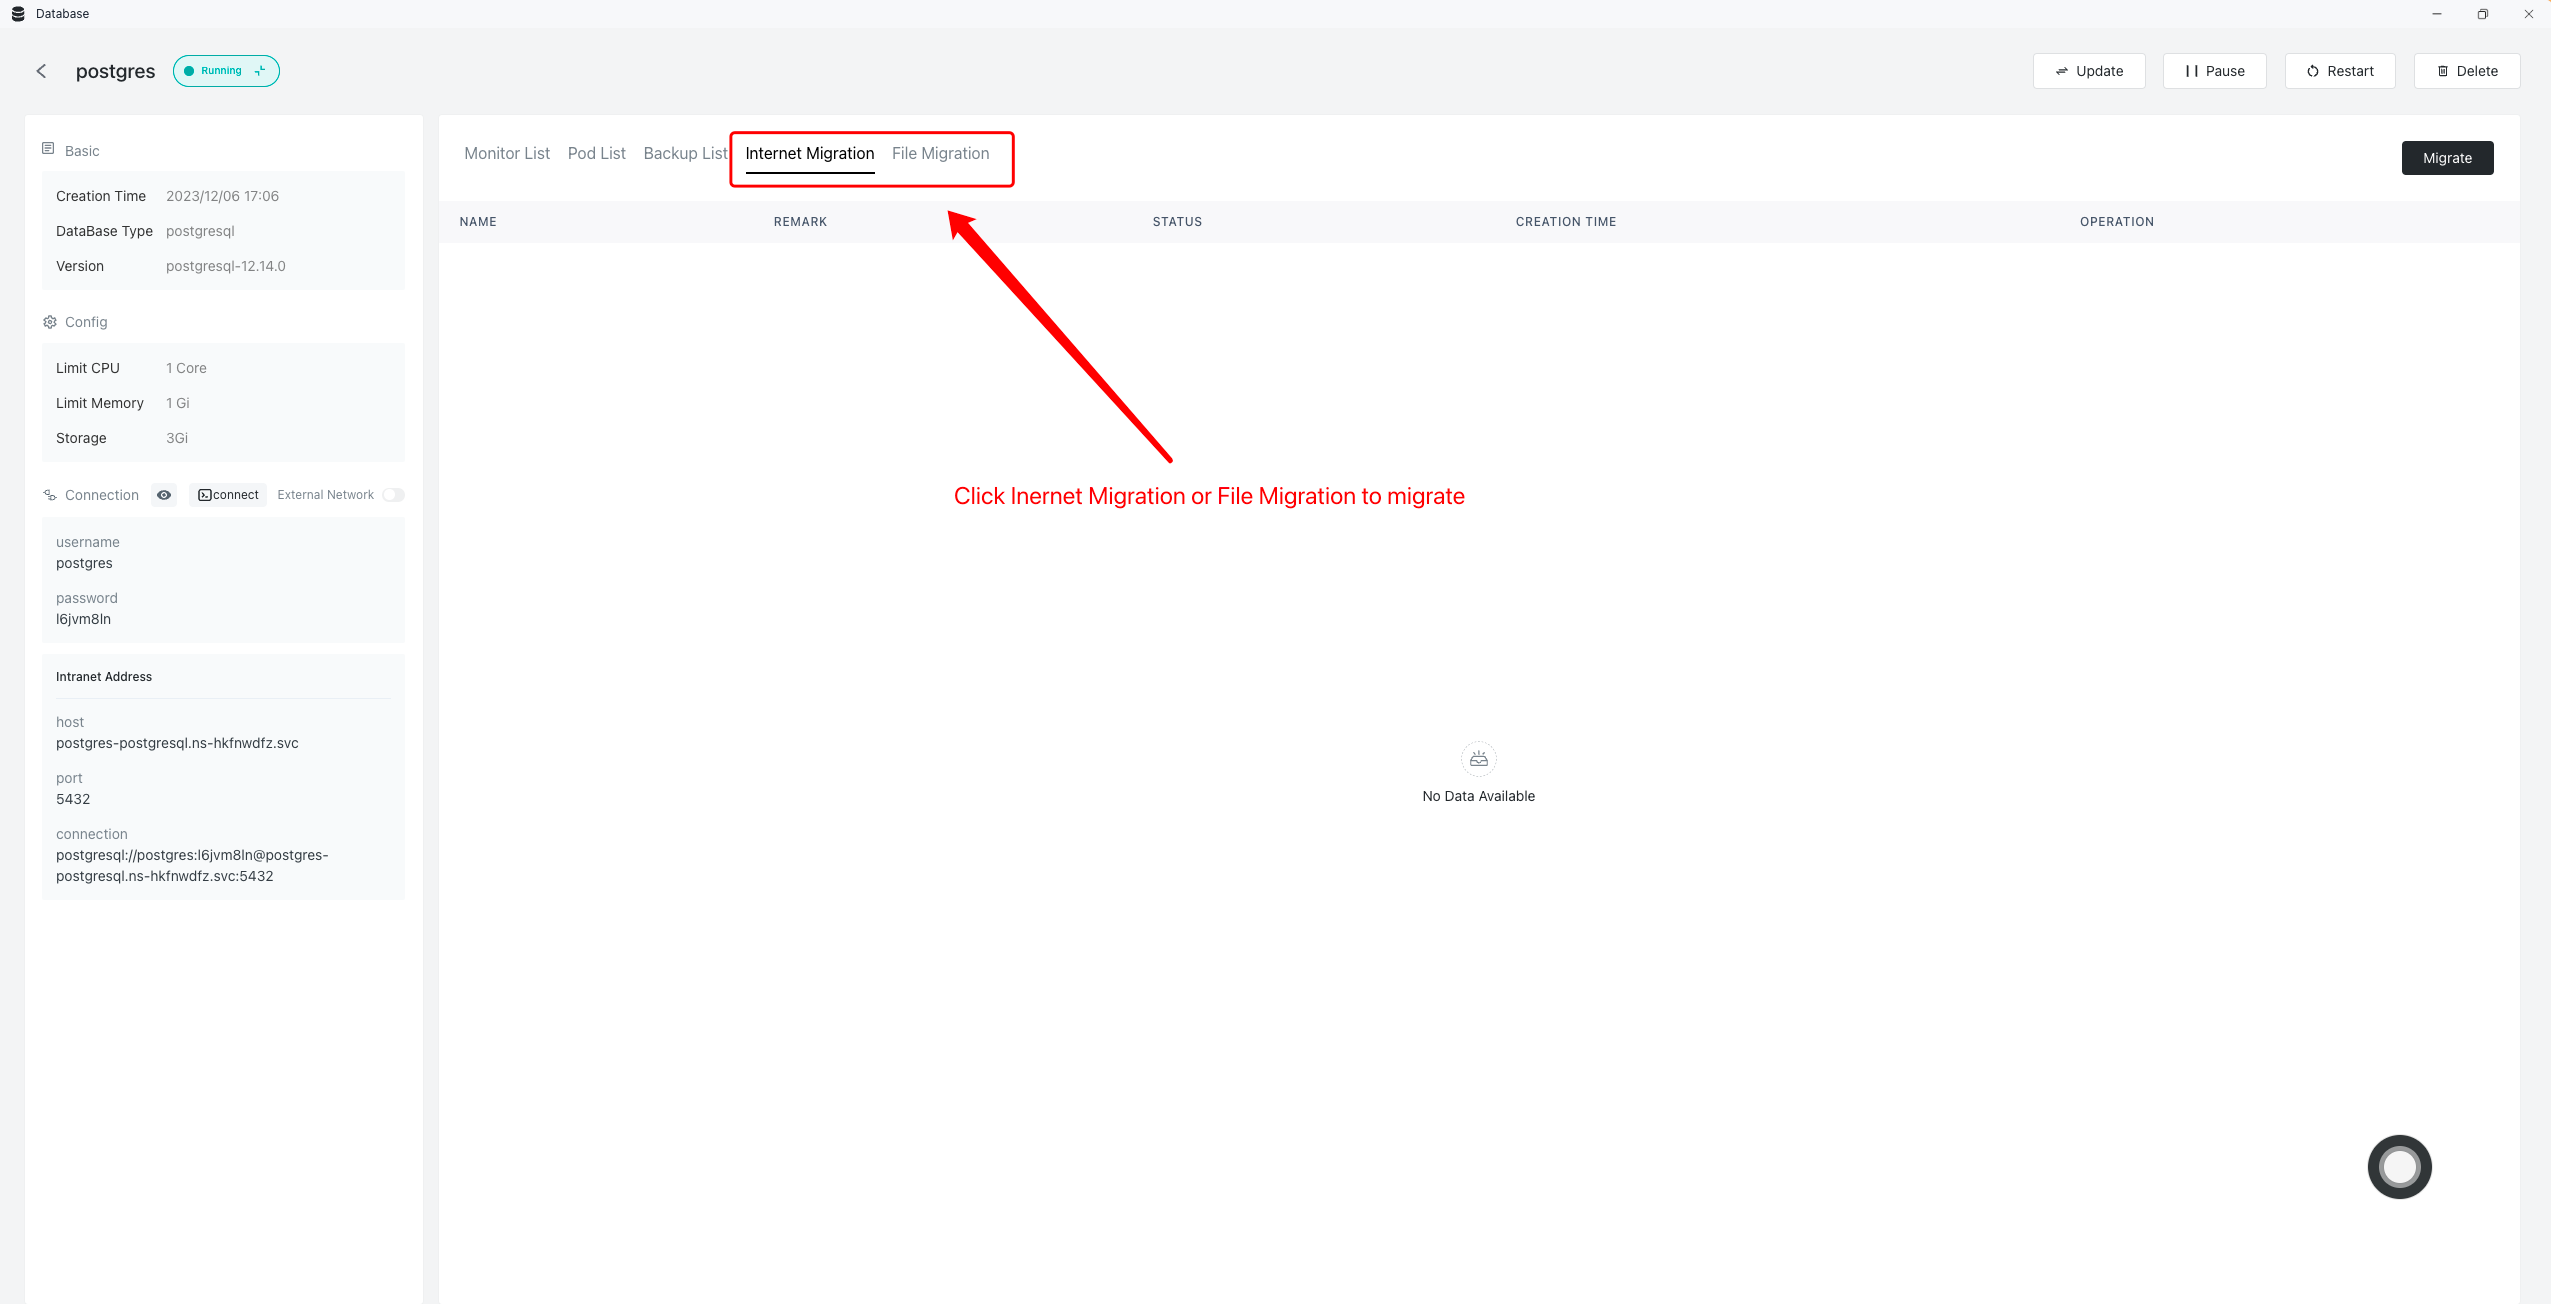 Database
postgres
Running
Update
Pause
Restart
Delete
Basic
Creation Time 2023/12/06 17:06
DataBase Type postgresql
Version postgresql-12.14.0
Config
Limit CPU 1 Core
Limit Memory 1 Gi
Storage 3Gi
Connection connect External Network
username
postgres
password
l6jvm8ln
Intranet Address
host
postgres-postgresql.ns-hkfnwdfz.svc
port
5432
connection
postgresql://postgres:l6jvm8ln@postgres-
postgresql.ns-hkfnwdfz.svc:5432
Monitor List Pod List Backup List Internet Migration File Migration
Migrate
NAME REMARK STATUS CREATION TIME OPERATION
Click Inernet Migration or File Migration to migrate
No Data Available